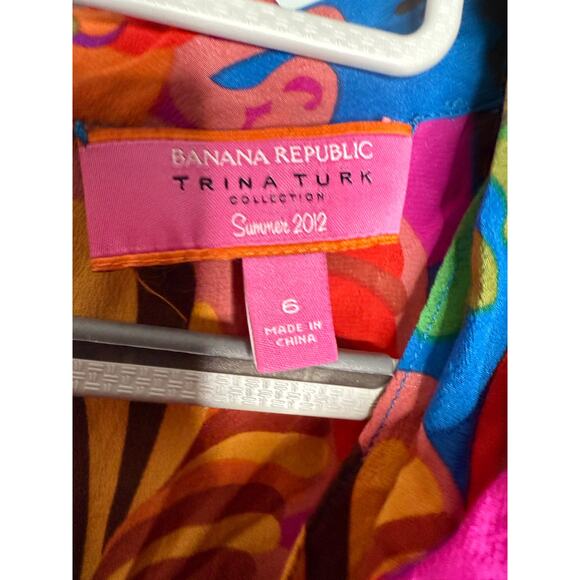 BANANA REPUBLIC
TRINA TURK
COLLECTION
Summer 2012
6
MADE IN
CHINA